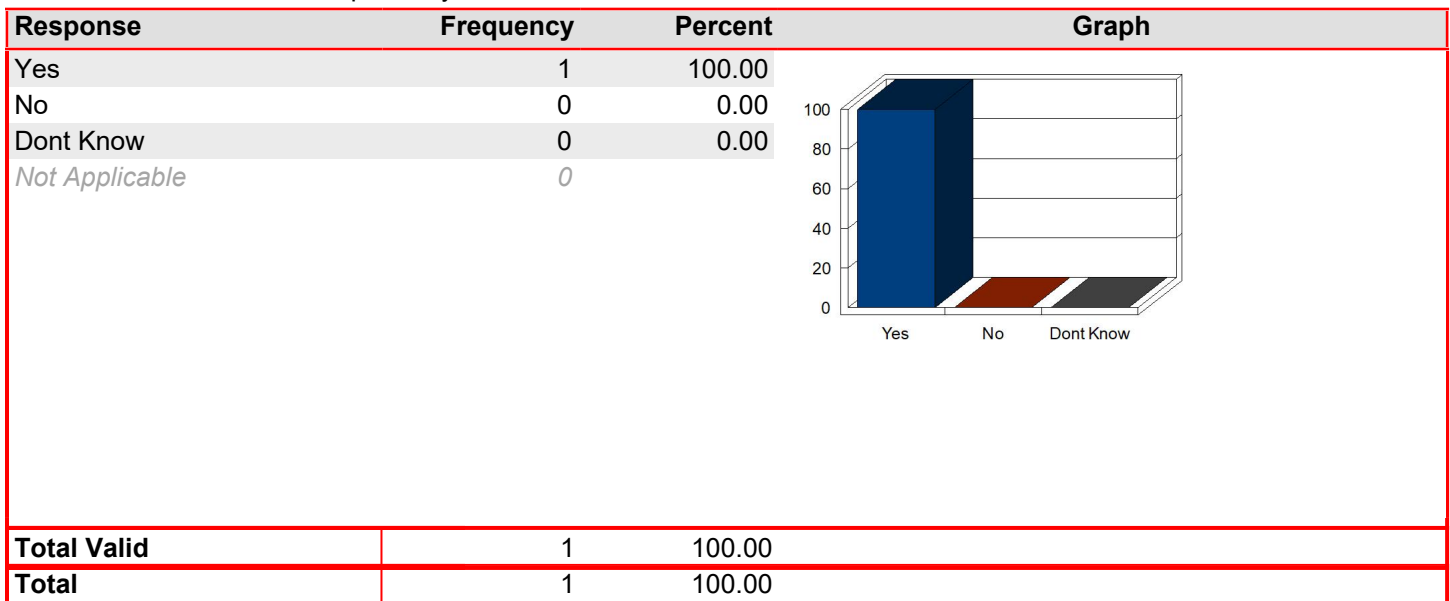 Response Frequency Percent Graph
Yes 1 100.00
No 0 0.00
Dont Know 0 0.00
Not Applicable 0
100
80
60
40
20
0
Yes No Dont Know
Total Valid 1 100.00
Total 1 100.00